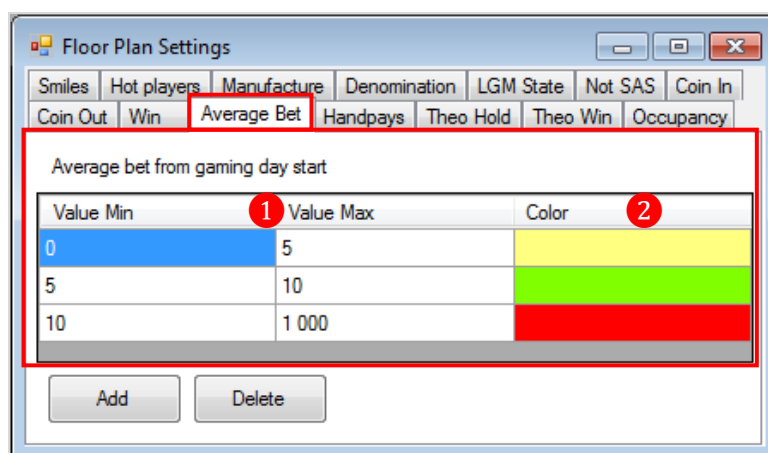 Floor Plan Settings
Smiles Hot players Manufacture Denomination LGM State Not SAS Coin In
Coin Out Win Average Bet Handpays Theo Hold Theo Win Occupancy
Average bet from gaming day start
Value Min 1 Value Max Color 2
0 5
5 10
10 1 000
Add Delete